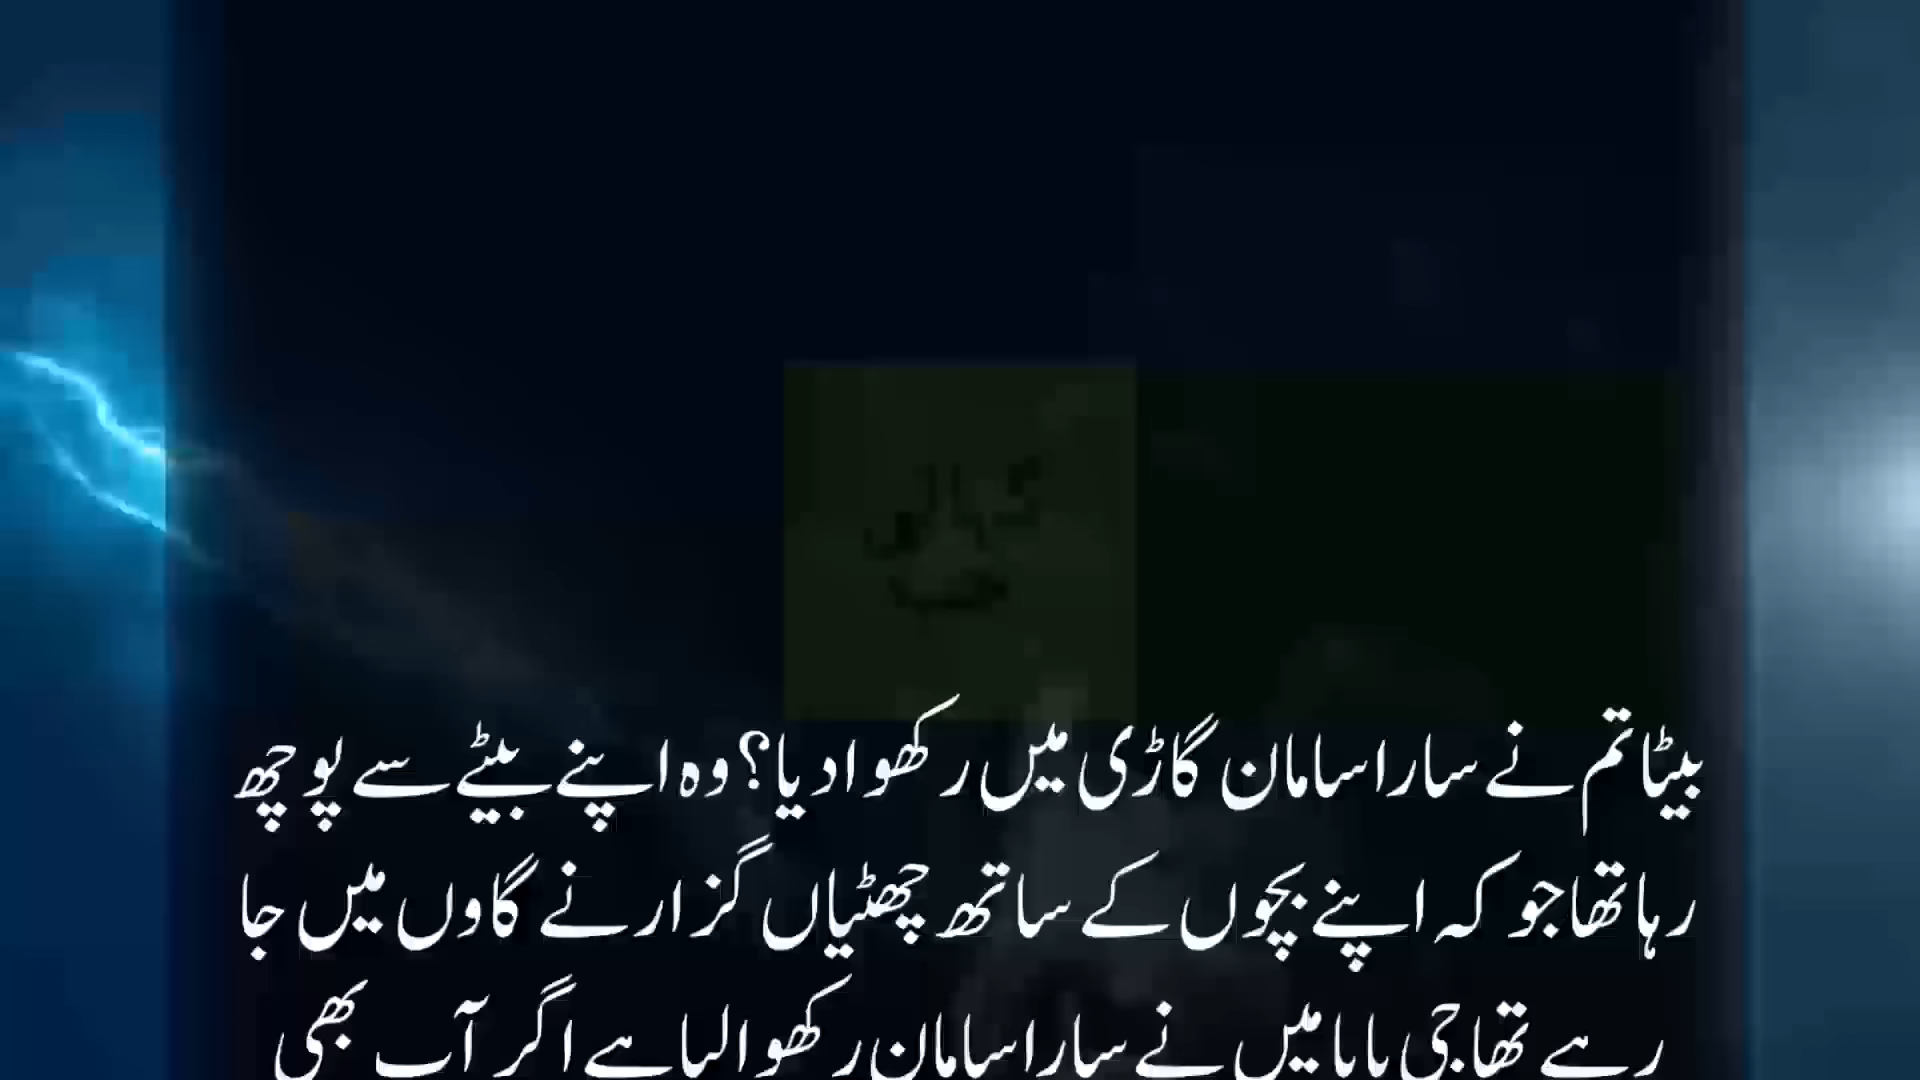 بیٹا تم نے سارا سامان گاڑی میں رکھوا دیا؟ وہ اپنے بیٹے سے پوچھ
رہا تھا جو کہ اپنے بچوں کے ساتھ چھٹیاں گزارنے گاوں میں جا
رہے تھا جی بابا میں نے سارا سامان رکھوا لیا ہے اگر آپ بھی